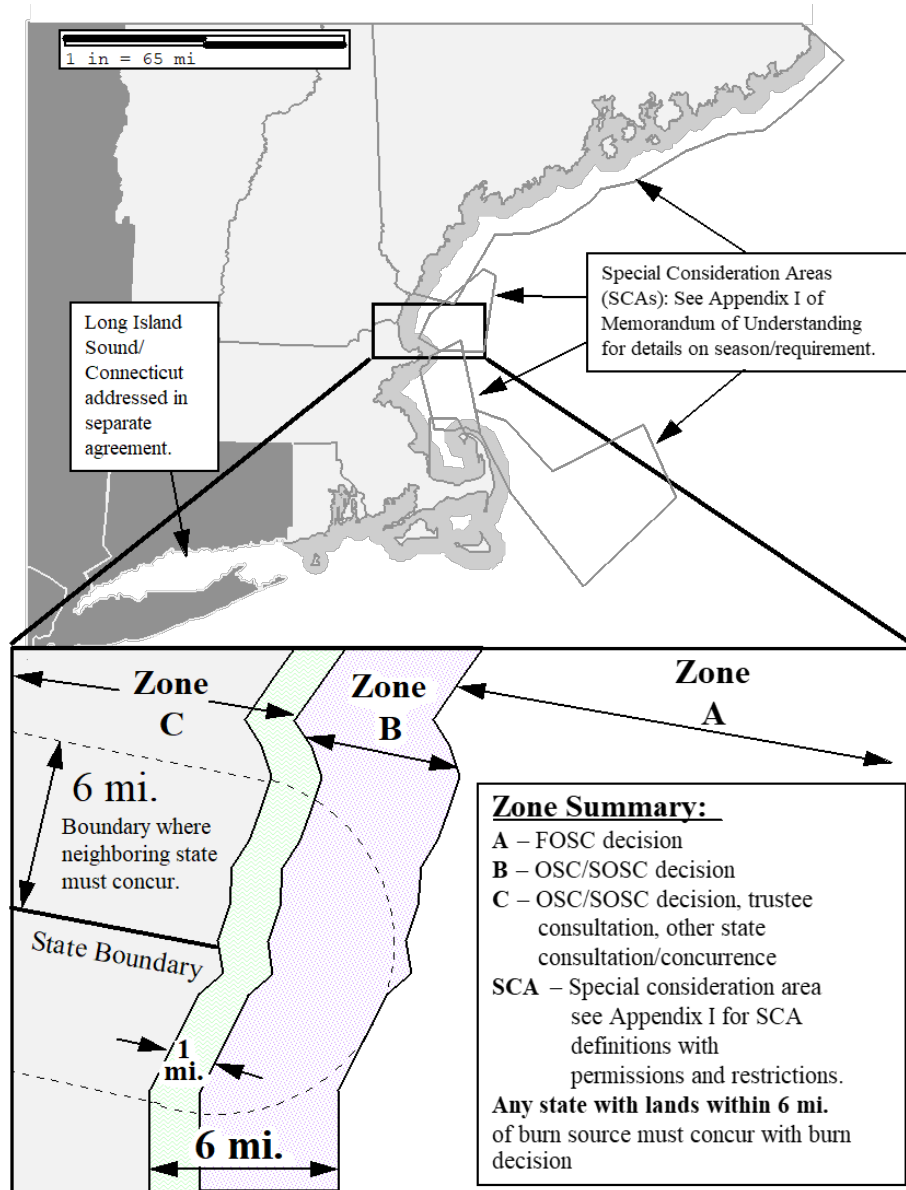 1 in = 65 mi
Special Consideration Areas
(SCAs): See Appendix I of
Memorandum of Understanding
for details on season/requirement.
Long Island
Sound/
Connecticut
addressed in
separate
agreement.
Zone
C
Zone
B
Zone
A
6 mi.
Boundary where
neighboring state
must concur.
State Boundary
1
mi.
6 mi.
Zone Summary:
A – FOSC decision
B – OSC/SOSC decision
C – OSC/SOSC decision, trustee
consultation, other state
consultation/concurrence
SCA – Special consideration area
see Appendix I for SCA
definitions with
permissions and restrictions.
Any state with lands within 6 mi.
of burn source must concur with burn
decision